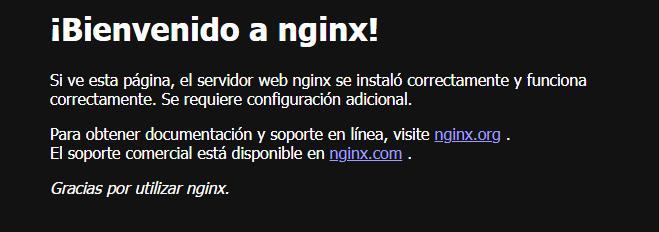 ¡Bienvenido a nginx!
Si ve esta página, el servidor web nginx se instaló correctamente y funciona
correctamente. Se requiere configuración adicional.
Para obtener documentación y soporte en línea, visite nginx.org .
El soporte comercial está disponible en nginx.com .
Gracias por utilizar nginx.